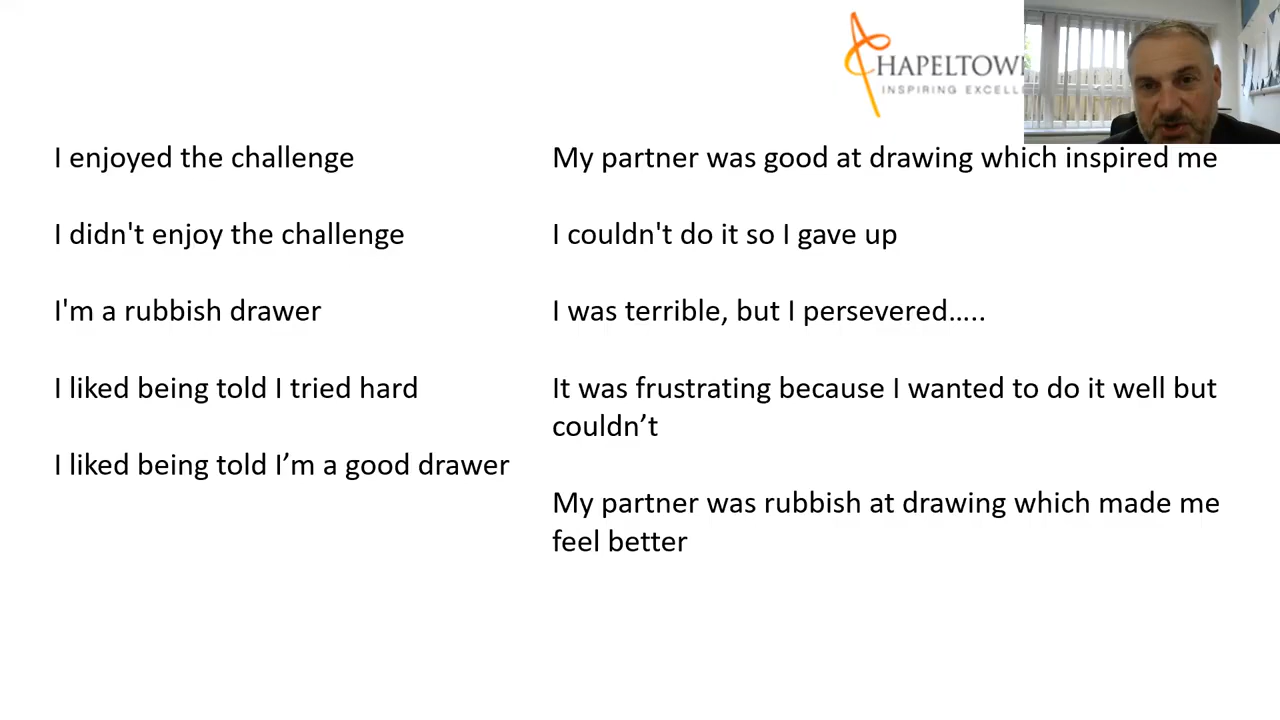 HAPELTOW
INSPIRING EXCELLE
I enjoyed the challenge
I didn't enjoy the challenge
I'm a rubbish drawer
I liked being told I tried hard
I liked being told I’m a good drawer
My partner was good at drawing which inspired me
I couldn't do it so I gave up
I was terrible, but I persevered…..
It was frustrating because I wanted to do it well but
couldn’t
My partner was rubbish at drawing which made me
feel better